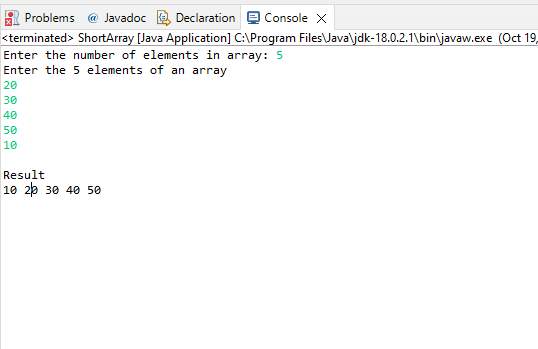 Problems @ Javadoc Declaration Console
<terminated> ShortArray [Java Application] C:\Program Files\Java\jdk-18.0.2.1\bin\javaw.exe (Oct 19,
Enter the number of elements in array: 5
Enter the 5 elements of an array
20
30
40
50
10
Result
10 20 30 40 50